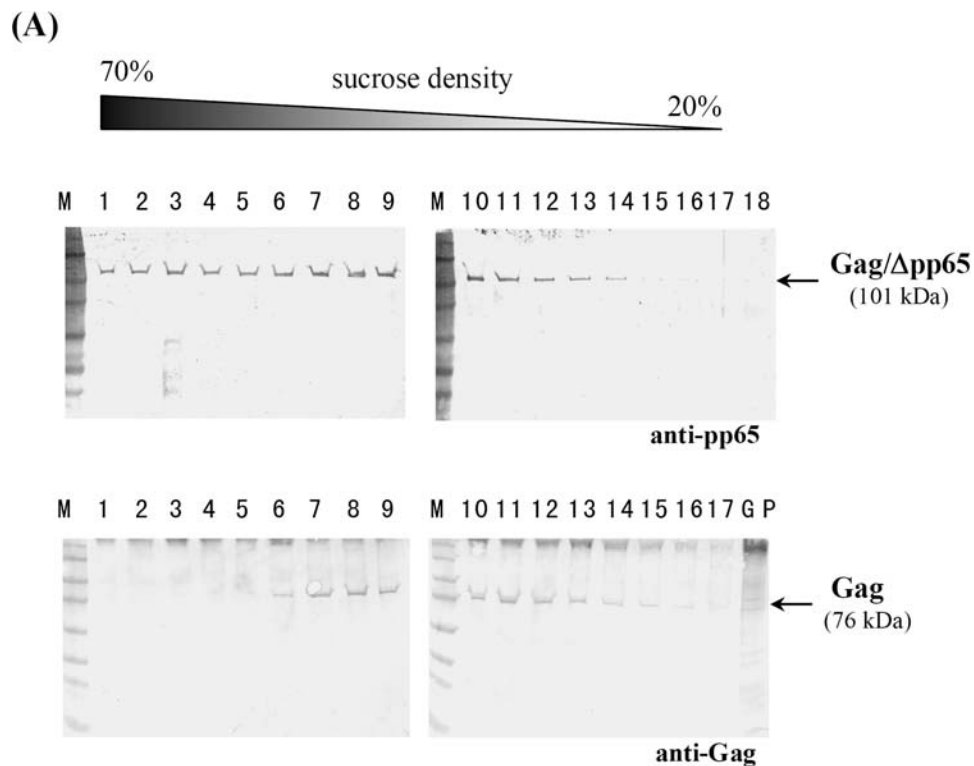 (A)
70% sucrose density 20%
M 1 2 3 4 5 6 7 8 9 M 10 11 12 13 14 15 16 17 18
Gag/Δpp65
(101 kDa)
anti-pp65
M 1 2 3 4 5 6 7 8 9 M 10 11 12 13 14 15 16 17 G P
Gag
(76 kDa)
anti-Gag